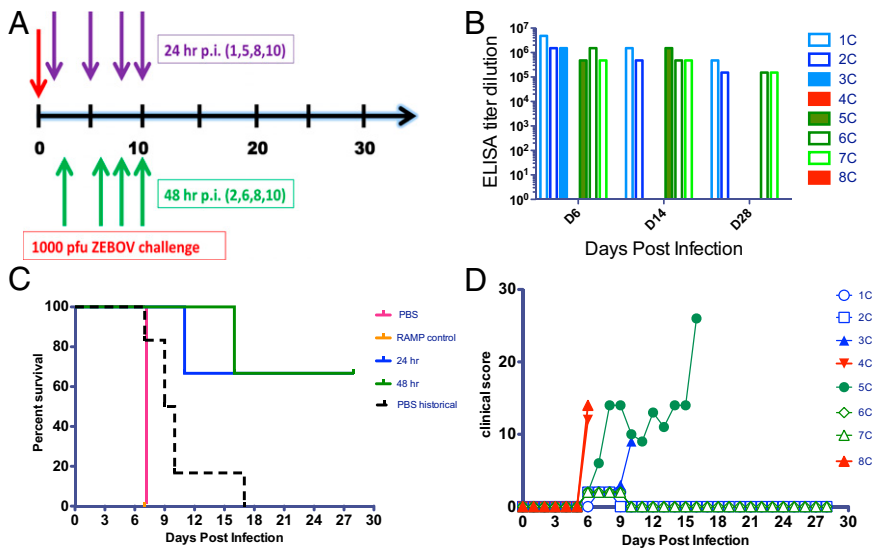 A
24 hr p.i. (1,5,8,10)
0 10 20 30
48 hr p.i. (2,6,8,10)
1000 pfu ZEBOV challenge
B
ELISA titer dilution
10⁷
10⁶
10⁵
10⁴
10³
10²
10¹
10⁰
D6 D14 D28
Days Post Infection
1C
2C
3C
4C
5C
6C
7C
8C
C
Percent survival
100
80
60
40
20
0
0 3 6 9 12 15 18 21 24 27 30
Days Post Infection
PBS
RAMP control
24 hr
48 hr
PBS historical
D
clinical score
30
20
10
0
0 3 6 9 12 15 18 21 24 27 30
Days Post Infection
1C
2C
3C
4C
5C
6C
7C
8C